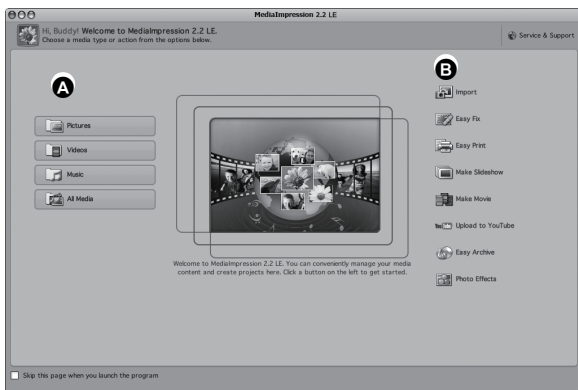 MediaImpression 2.2 LE
Hi, Buddy! Welcome to MediaImpression 2.2 LE.
Choose a media type or action from the options below.
Service & Support
A
Pictures
Videos
Music
All Media
B
Import
Easy Fix
Easy Print
Make Slideshow
Make Movie
Upload to YouTube
Easy Archive
Photo Effects
Welcome to MediaImpression 2.2 LE. You can conveniently manage your media
content and create projects here. Click a button on the left to get started.
Skip this page when you launch the program